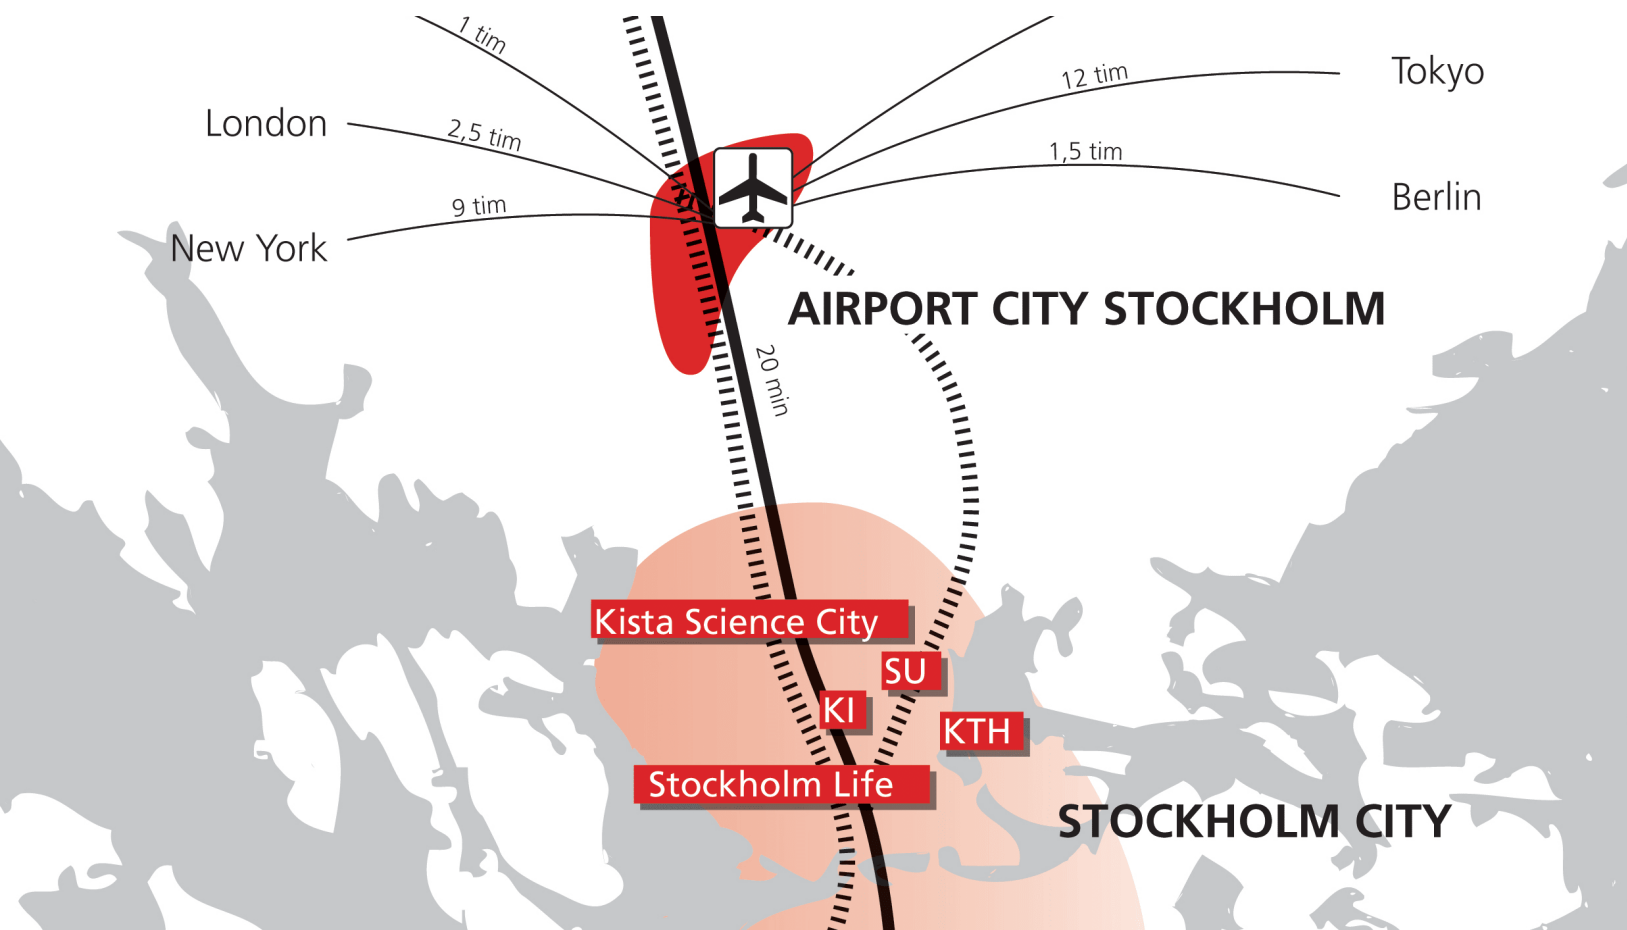 1 tim
12 tim
Tokyo
London
2,5 tim
1,5 tim
Berlin
9 tim
New York
AIRPORT CITY STOCKHOLM
20 min
Kista Science City
SU
KI
KTH
Stockholm Life
STOCKHOLM CITY